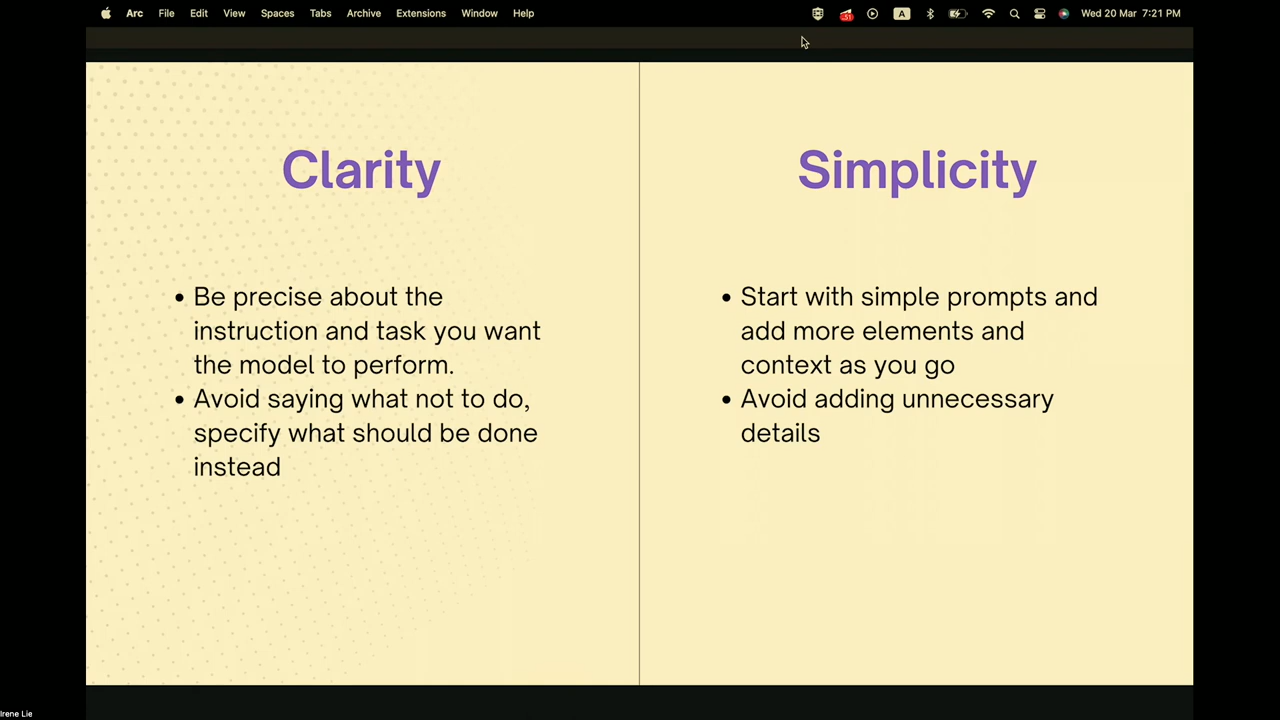 Arc File Edit View Spaces Tabs Archive Extensions Window Help A Wed 20 Mar 7:21 PM
Clarity
• Be precise about the
instruction and task you want
the model to perform.
• Avoid saying what not to do,
specify what should be done
instead
Simplicity
• Start with simple prompts and
add more elements and
context as you go
• Avoid adding unnecessary
details
Irene Lie